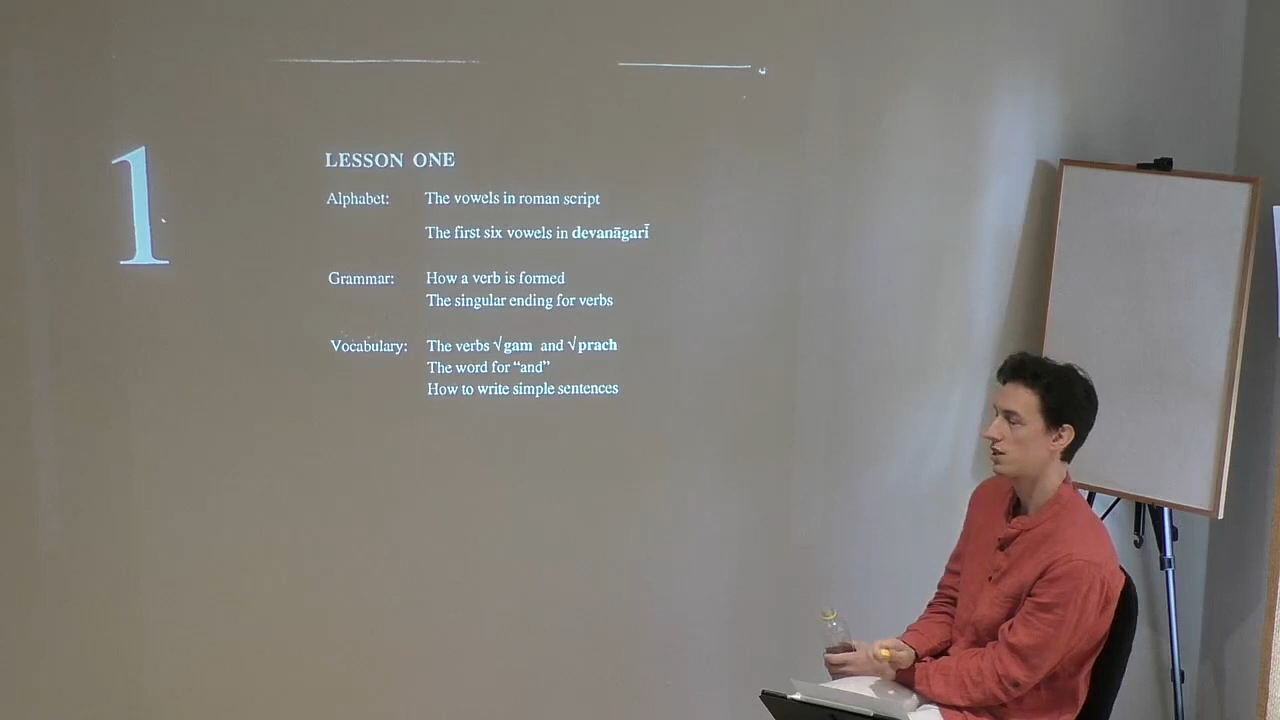 1
LESSON ONE
Alphabet: The vowels in roman script
The first six vowels in devanāgarī
Grammar: How a verb is formed
The singular ending for verbs
Vocabulary: The verbs √gam and √prach
The word for “and”
How to write simple sentences